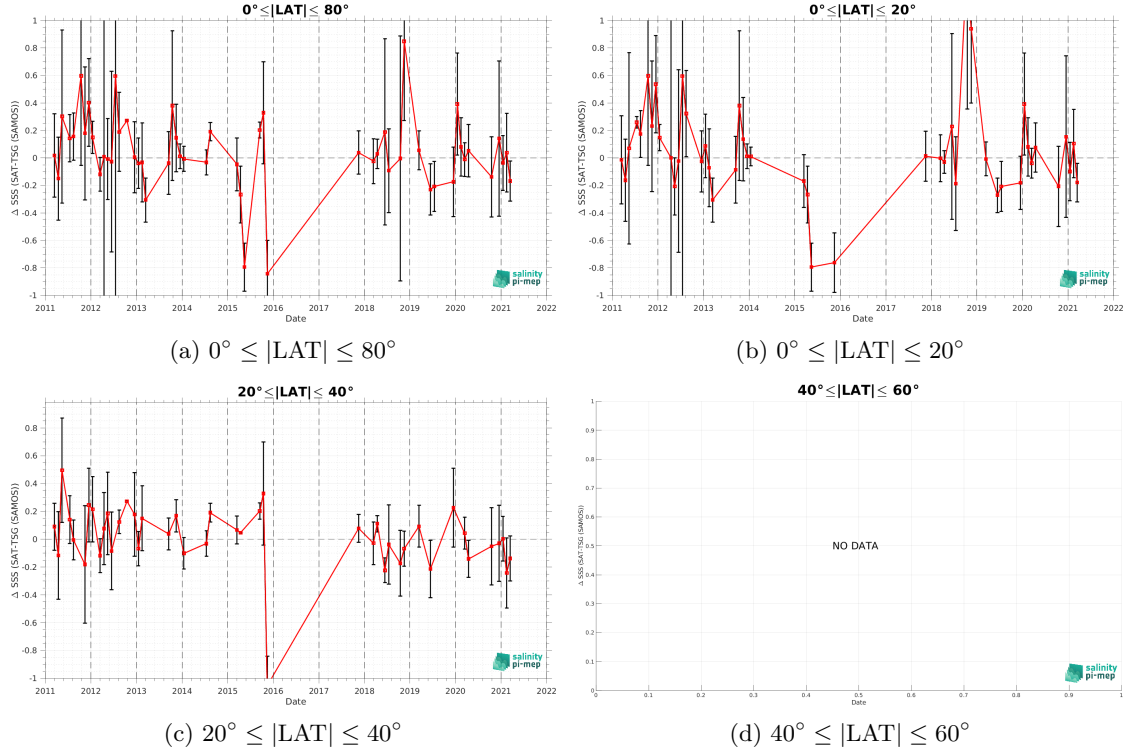 0°≤|LAT|≤ 80°
Δ SSS (SAT-TSG (SAMOS))
0.8
0.6
0.4
0.2
0
-0.2
-0.4
-0.6
-0.8
-1
2011 2012 2013 2014 2015 2016 2017 2018 2019 2020 2021 2022
Date
salinity
pi-mep
(a) 0° ≤ |LAT| ≤ 80°
0°≤|LAT|≤ 20°
Δ SSS (SAT-TSG (SAMOS))
0.8
0.6
0.4
0.2
0
-0.2
-0.4
-0.6
-0.8
-1
2011 2012 2013 2014 2015 2016 2017 2018 2019 2020 2021 2022
Date
salinity
pi-mep
(b) 0° ≤ |LAT| ≤ 20°
20°≤|LAT|≤ 40°
Δ SSS (SAT-TSG (SAMOS))
0.8
0.6
0.4
0.2
0
-0.2
-0.4
-0.6
-0.8
-1
2011 2012 2013 2014 2015 2016 2017 2018 2019 2020 2021 2022
Date
salinity
pi-mep
(c) 20° ≤ |LAT| ≤ 40°
40°≤|LAT|≤ 60°
Δ SSS (SAT-TSG (SAMOS))
1
0.9
0.8
0.7
0.6
0.5
0.4
0.3
0.2
0.1
0
NO DATA
0 0.1 0.2 0.3 0.4 0.5 0.6 0.7 0.8 0.9 1
Date
salinity
pi-mep
(d) 40° ≤ |LAT| ≤ 60°